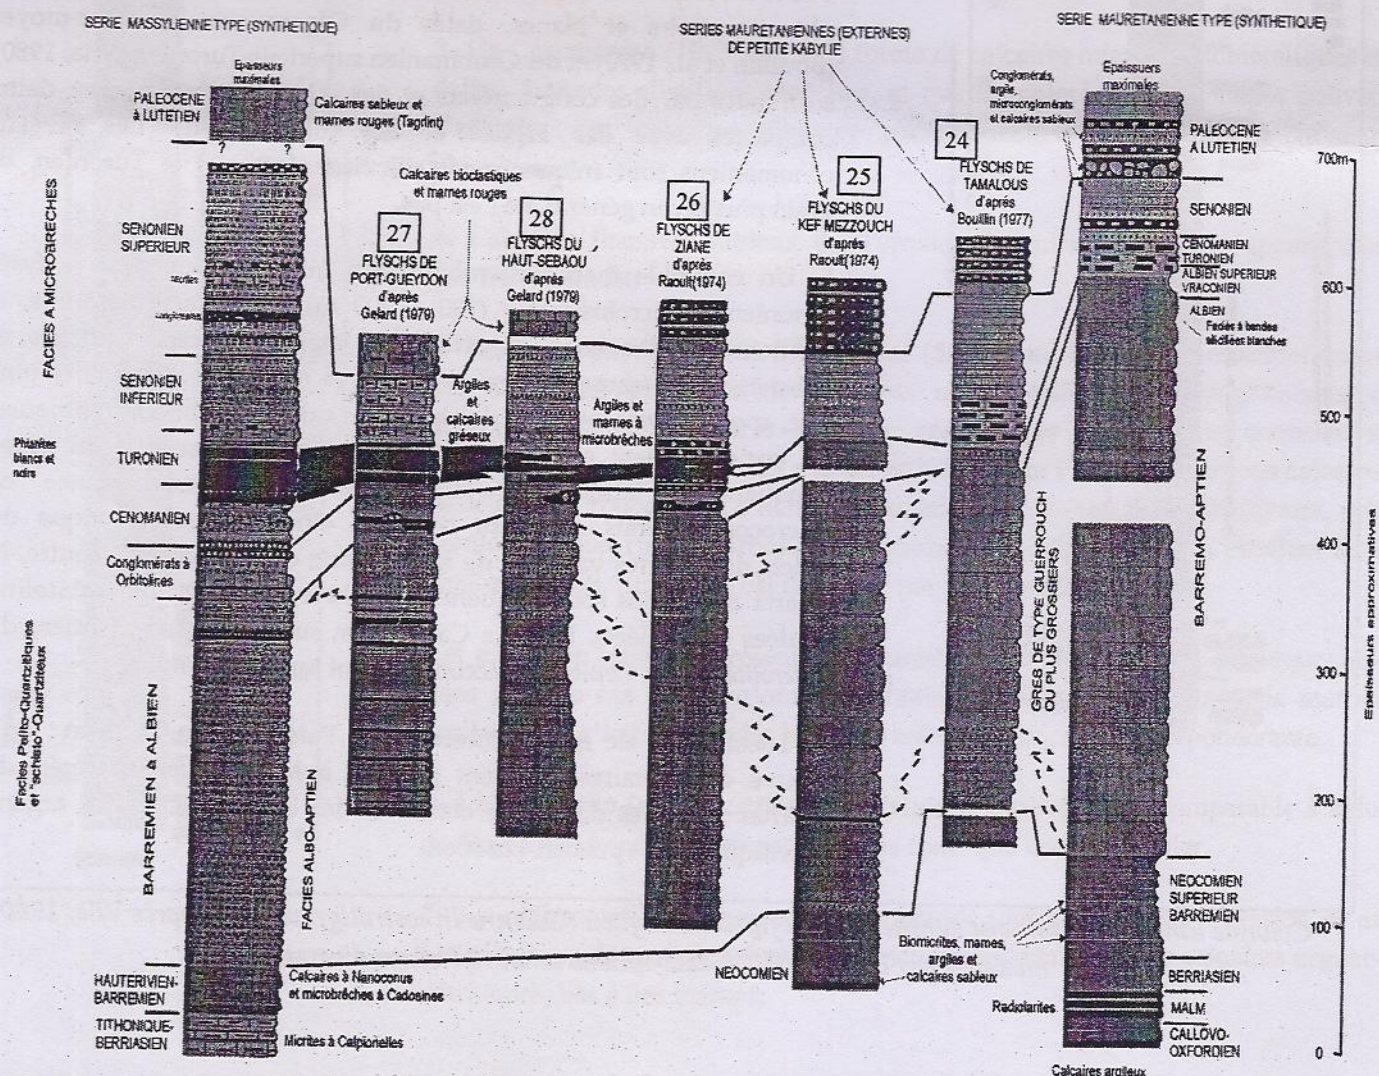 SERIE MASSYLIENNE TYPE (SYNTHETIQUE)
SERIES MAURETANIENNES (EXTERNES)
DE PETITE KABYLIE
SERIE MAURETANIENNE TYPE (SYNTHETIQUE)
Epaisseurs
maximales
PALEOCENE
à LUTETIEN
Calcaires sableux et
marnes rouges (Tagdint)
?
?
FACIES A MICROBRECHES
SENONIEN
SUPERIEUR
SENONIEN
INFERIEUR
Phtanites
blancs et
noirs
TURONIEN
CENOMANIEN
Conglomérats à
Orbitolines
Facies Pelito-Quartzitiques
et "schisto"-Quartziteux
BARREMIEN à ALBIEN
FACIES ALBO-APTIEN
HAUTERIVIEN-
BARREMIEN
Calcaires à Nanoconus
et microbrèches à Cadosines
TITHONIQUE-
BERRIASIEN
Micrites à Calpionelles
27
FLYSCHS DE
PORT-GUEYDON
d'après
Gelard (1979)
Calcaires bioclastiques
et marnes rouges
28
FLYSCHS DU
HAUT-SEBAOU
d'après
Gelard (1979)
Argiles
et
calcaires
gréseux
Argiles et
marnes à
microbrèches
26
FLYSCHS DE
ZIANE
d'après
Raoult(1974)
25
FLYSCHS DU
KEF MEZZOUCH
d'après
Raoult(1974)
24
FLYSCHS DE
TAMALOUS
d'après
Bouillin (1977)
NEOCOMIEN
Biomicrites, marnes,
argiles et
calcaires sableux
GRES DE TYPE GUERROUCH
OU PLUS GROSSIERS
Conglomérats,
argile,
microconglomérats
et calcaires sableux
Epaissuers
maximales
PALEOCENE
A LUTETIEN
SENONIEN
CENOMANIEN
TURONIEN
ALBIEN SUPERIEUR
VRACONIEN
ALBIEN
Faciès à bandes
silicifiées blanches
BARREMO-APTIEN
NEOCOMIEN
SUPERIEUR
BARREMIEN
BERRIASIEN
Radiolarites
MALM
CALLOVO-
OXFORDIEN
Calcaires argileux
700m
600
500
400
300
200
100
0
Epaisseurs approximatives